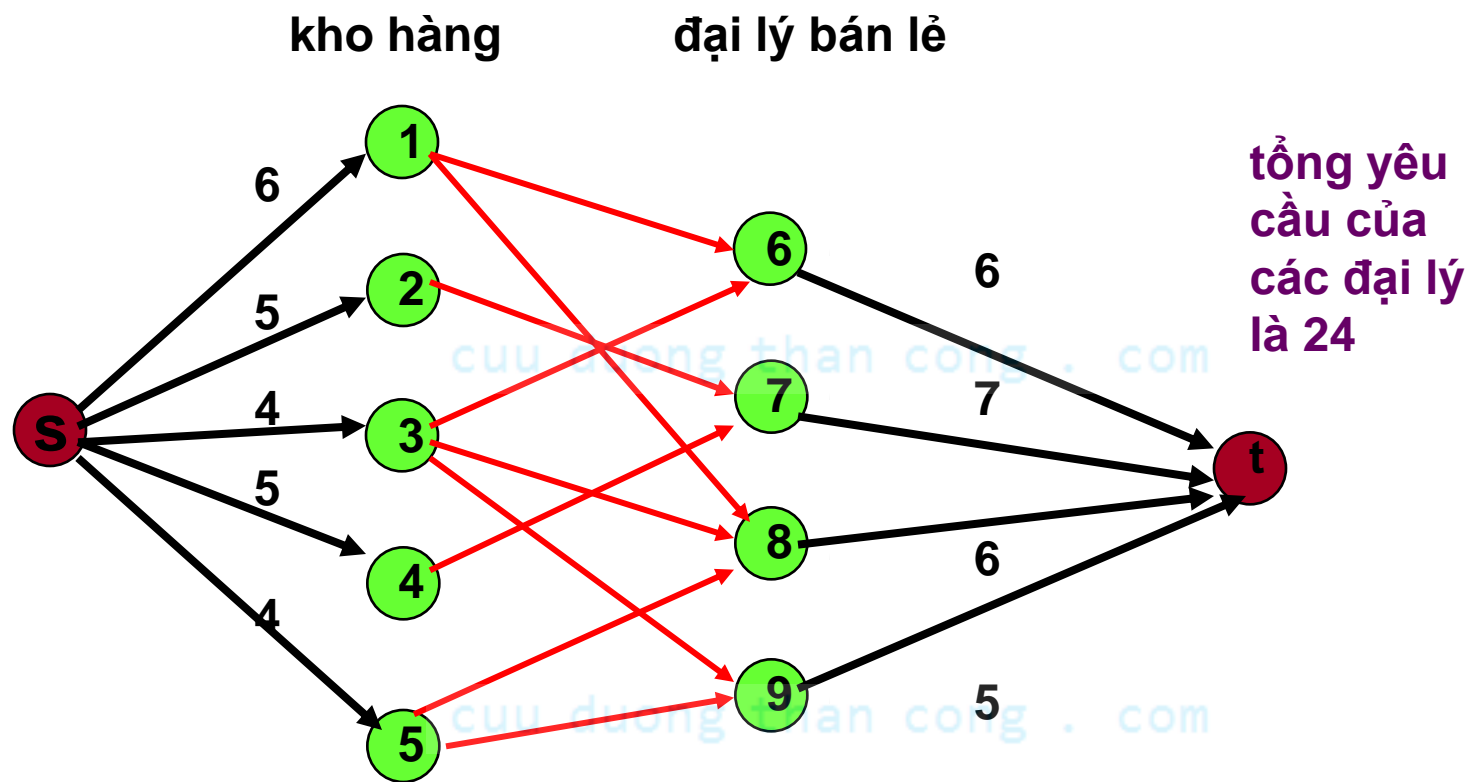 kho hàng
đại lý bán lẻ
1
6
tổng yêu
cầu của
các đại lý
là 24
6
6
2
5
cuu duong than cong . com
7
7
4
s
3
t
5
8
6
4
4
9
5
cuu duong than cong . com
5